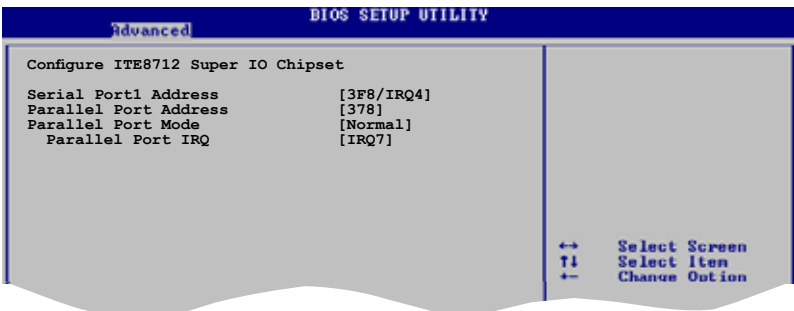 BIOS SETUP UTILITY
Advanced
Configure ITE8712 Super IO Chipset
Serial Port1 Address [3F8/IRQ4]
Parallel Port Address [378]
Parallel Port Mode [Normal]
Parallel Port IRQ [IRQ7]
←→ Select Screen
↑↓ Select Item
+- Change Option